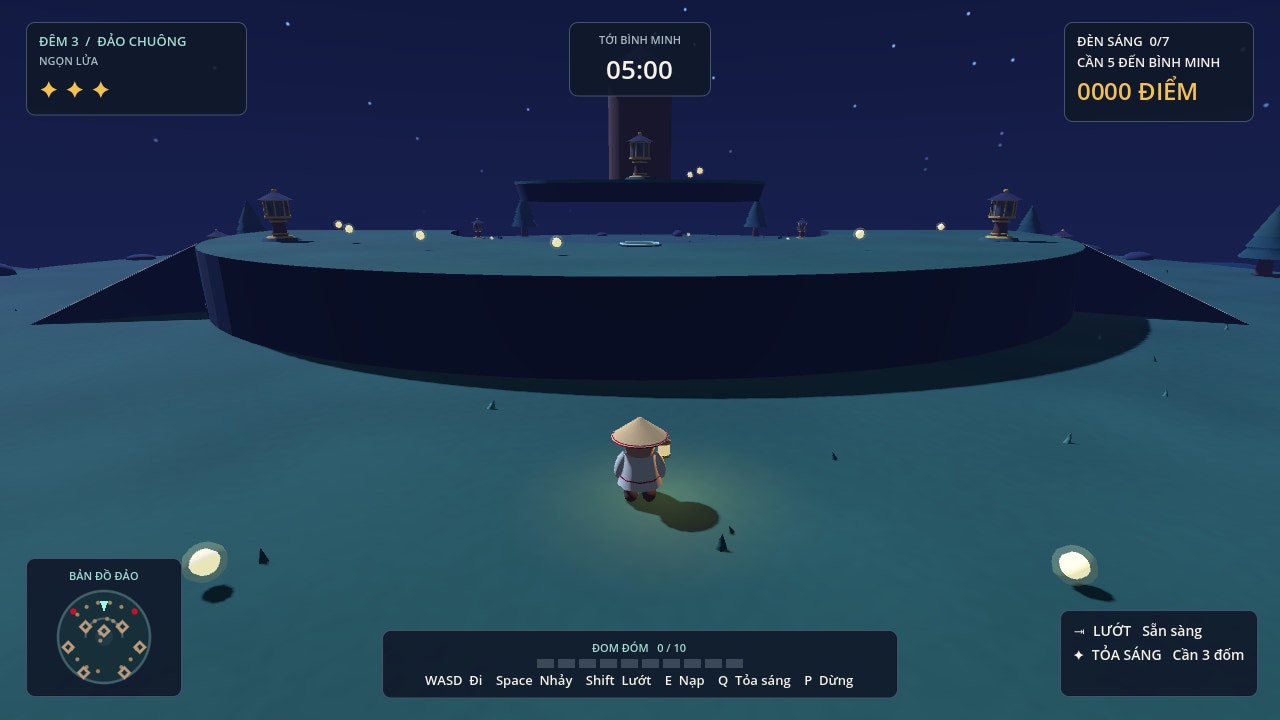 ĐÊM 3 / ĐẢO CHUÔNG
NGỌN LỬA
TỚI BÌNH MINH
05:00
ĐÈN SÁNG 0/7
CẦN 5 ĐẾN BÌNH MINH
0000 ĐIỂM
BẢN ĐỒ ĐẢO
ĐOM ĐÓM 0 / 10
WASD Đi Space Nhảy Shift Lướt E Nạp Q Tỏa sáng P Dừng
LƯỚT Sẵn sàng
TỎA SÁNG Cần 3 đốm